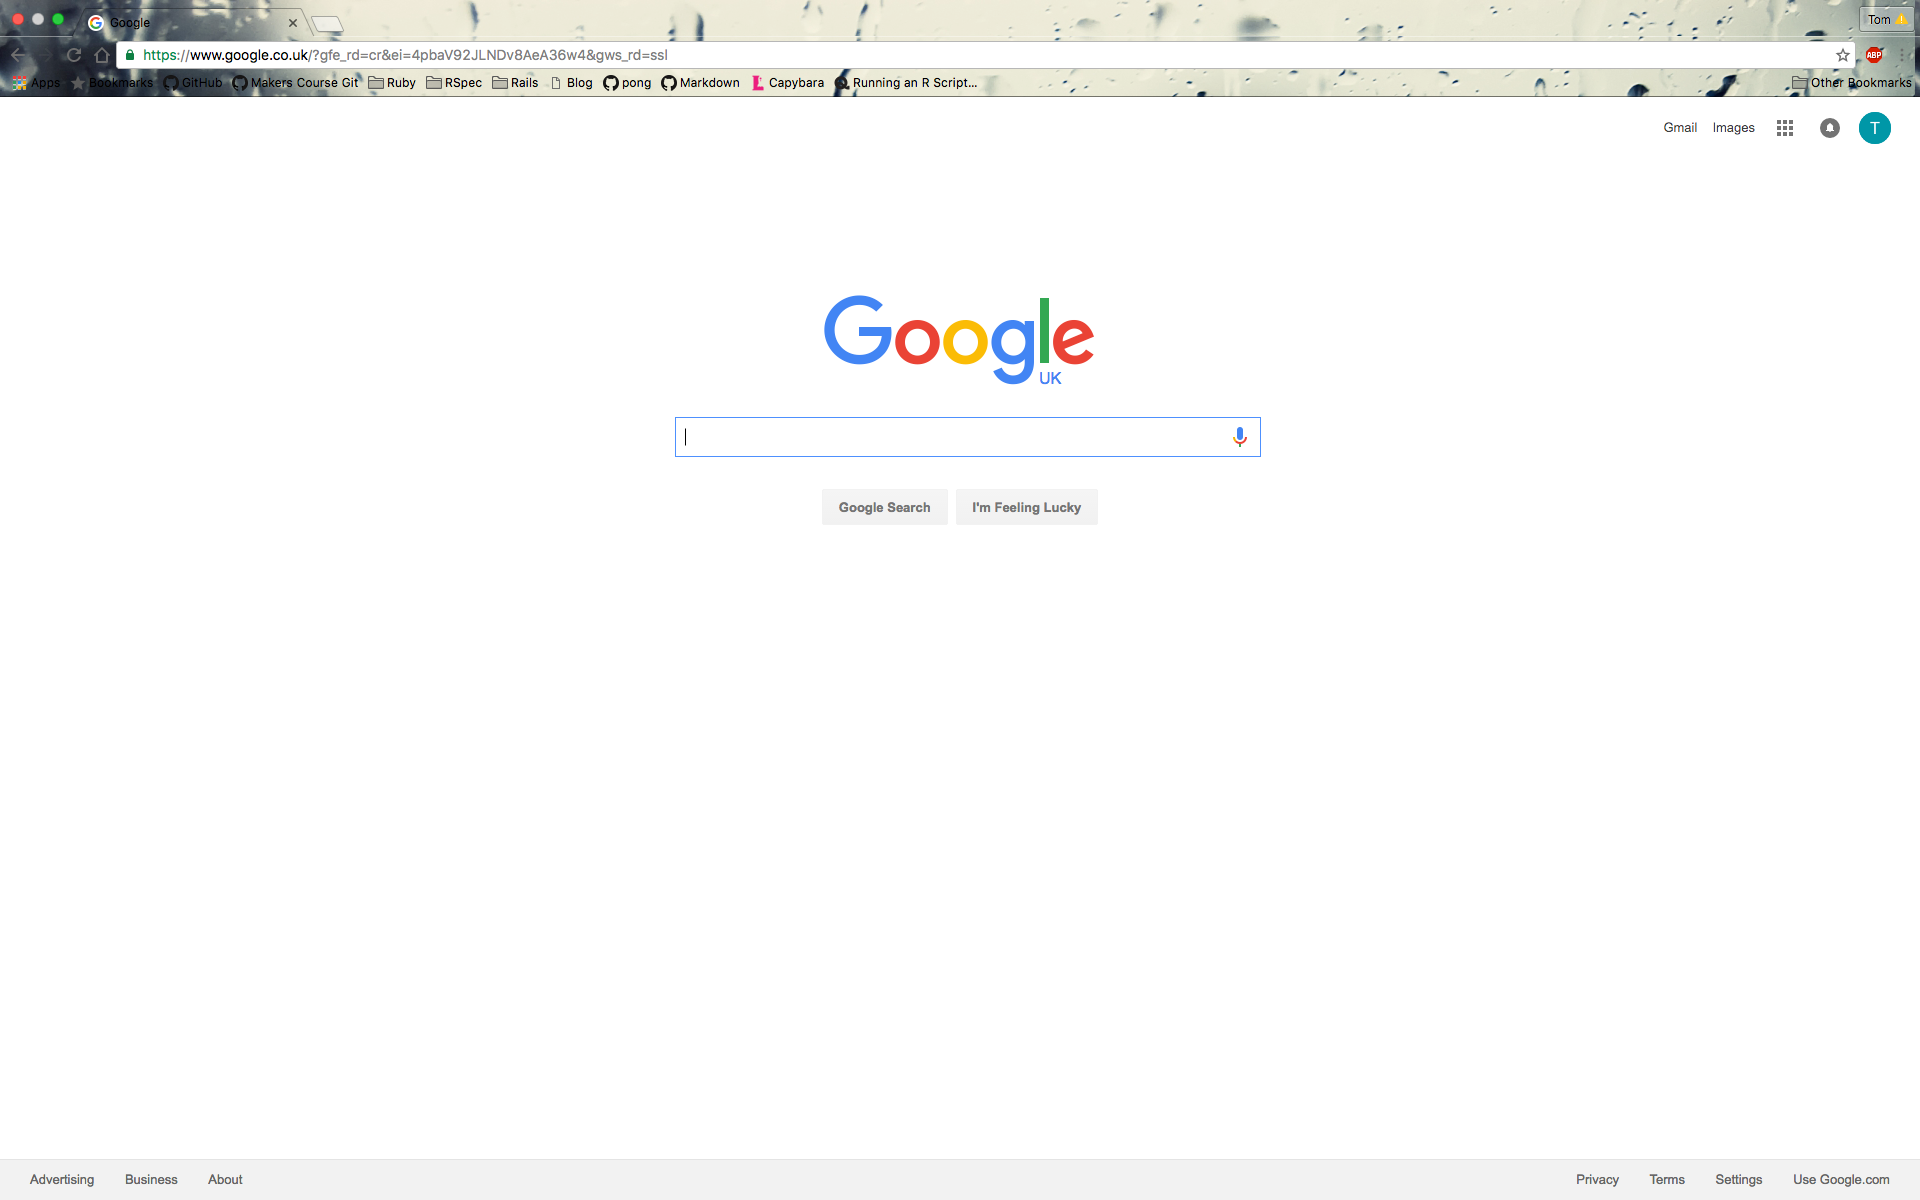 Google
Tom
https://www.google.co.uk/?gfe_rd=cr&ei=4pbaV92JLNDv8AeA36w4&gws_rd=ssl
ABP
Apps Bookmarks GitHub Makers Course Git Ruby RSpec Rails Blog pong Markdown Capybara Running an R Script... Other Bookmarks
Gmail Images T
Google
UK
Google Search I'm Feeling Lucky
Advertising Business About Privacy Terms Settings Use Google.com